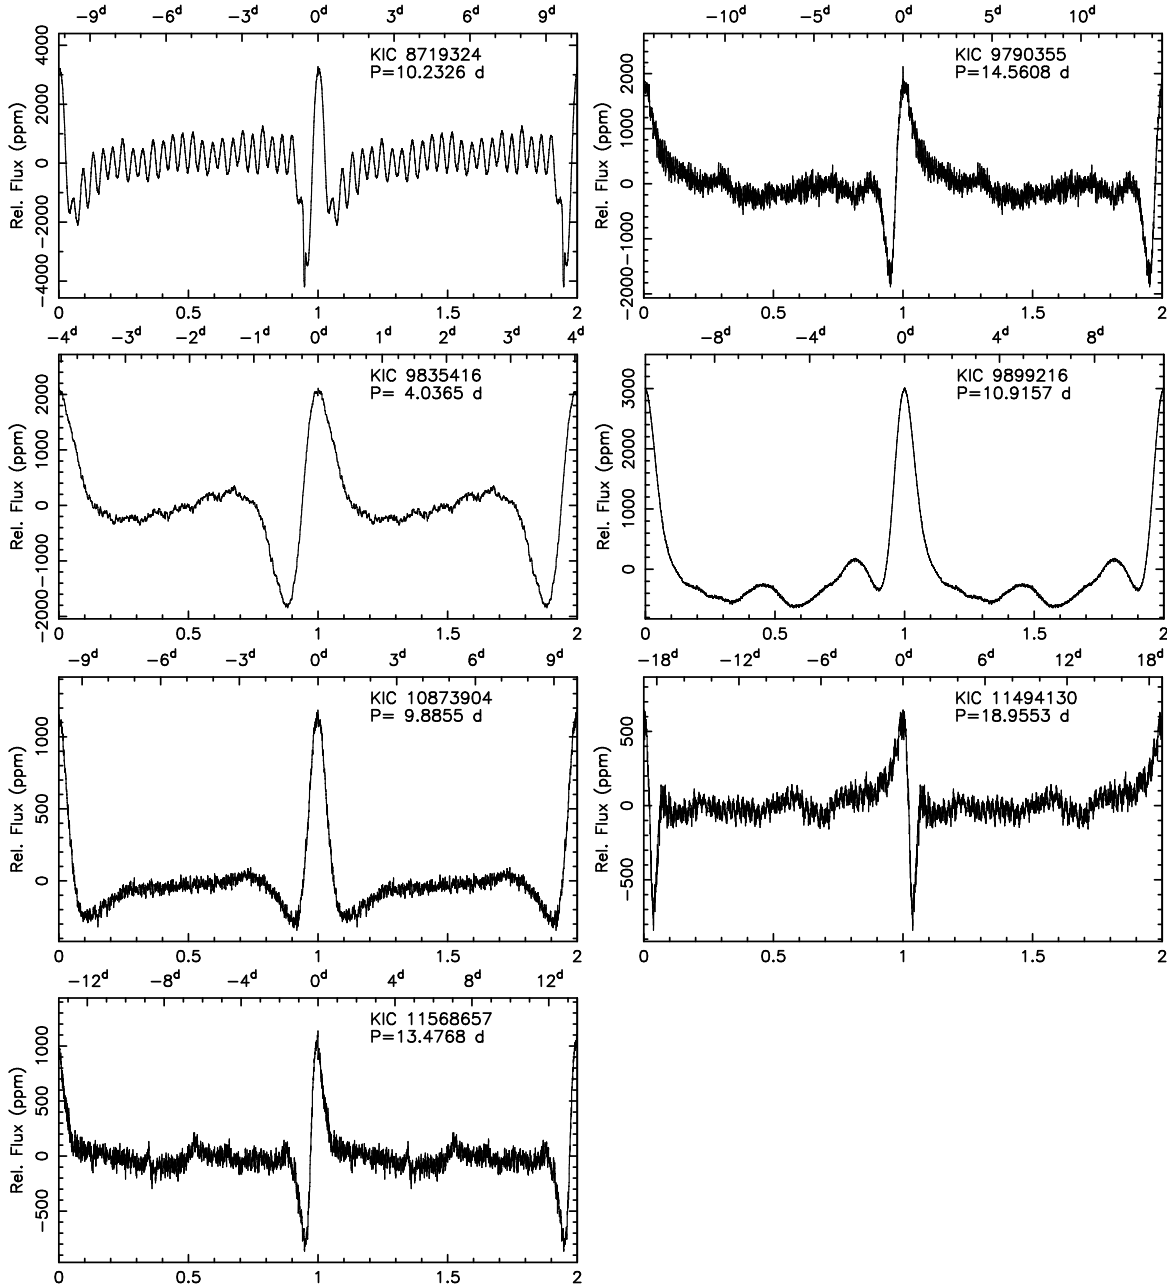 −9d −6d −3d 0d 3d 6d 9d
KIC 8719324
P=10.2326 d
Rel. Flux (ppm)
4000
2000
0
−2000
−4000
0 0.5 1 1.5 2
−10d −5d 0d 5d 10d
KIC 9790355
P=14.5608 d
Rel. Flux (ppm)
2000
1000
0
−1000
−2000
0 0.5 1 1.5 2
−4d −3d −2d −1d 0d 1d 2d 3d 4d
KIC 9835416
P= 4.0365 d
Rel. Flux (ppm)
2000
1000
0
−1000
−2000
0 0.5 1 1.5 2
−8d −4d 0d 4d 8d
KIC 9899216
P=10.9157 d
Rel. Flux (ppm)
3000
2000
1000
0
0 0.5 1 1.5 2
−9d −6d −3d 0d 3d 6d 9d
KIC 10873904
P= 9.8855 d
Rel. Flux (ppm)
1000
500
0
0 0.5 1 1.5 2
−18d −12d −6d 0d 6d 12d 18d
KIC 11494130
P=18.9553 d
Rel. Flux (ppm)
500
0
−500
0 0.5 1 1.5 2
−12d −8d −4d 0d 4d 8d 12d
KIC 11568657
P=13.4768 d
Rel. Flux (ppm)
1000
500
0
−500
0 0.5 1 1.5 2